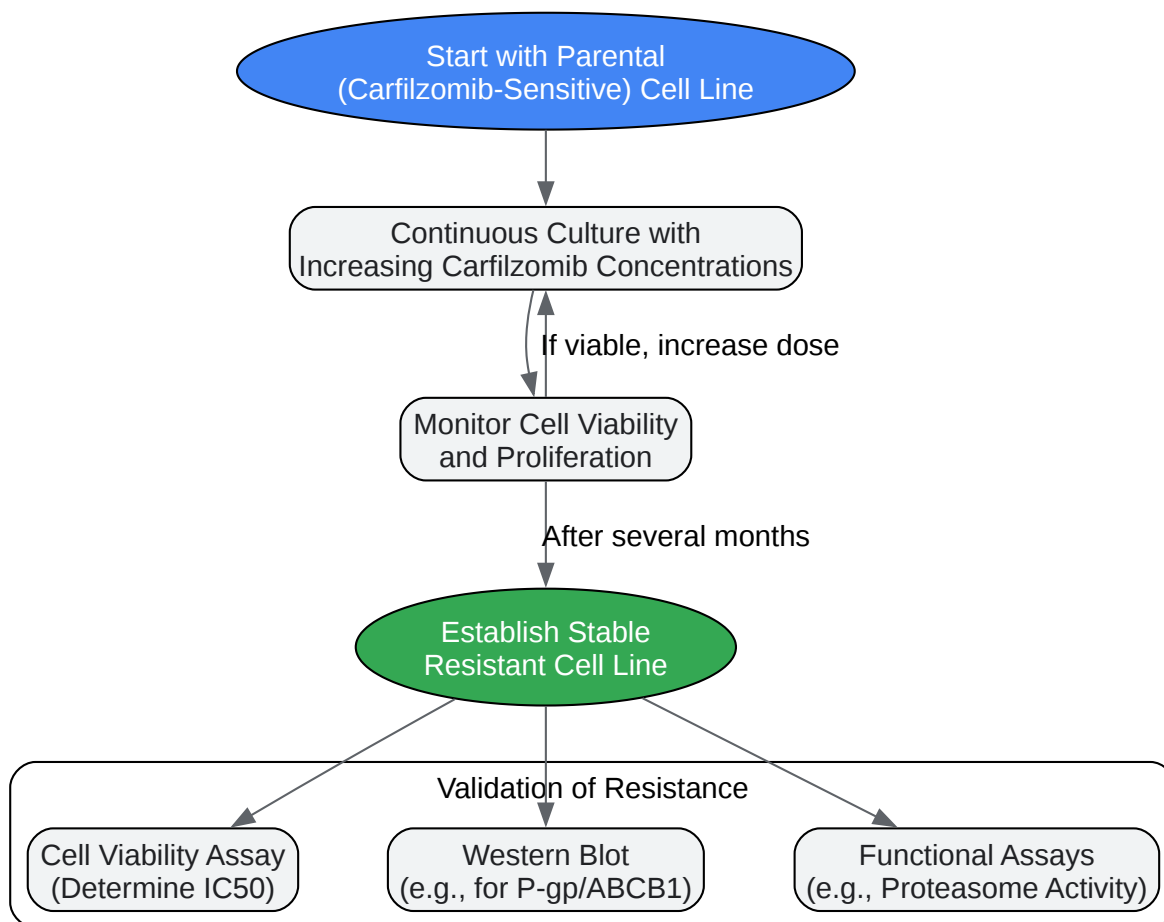 Start with Parental
(Carfilzomib-Sensitive) Cell Line
Continuous Culture with
Increasing Carfilzomib Concentrations
If viable, increase dose
Monitor Cell Viability
and Proliferation
After several months
Establish Stable
Resistant Cell Line
Validation of Resistance
Cell Viability Assay
(Determine IC50)
Western Blot
(e.g., for P-gp/ABCB1)
Functional Assays
(e.g., Proteasome Activity)